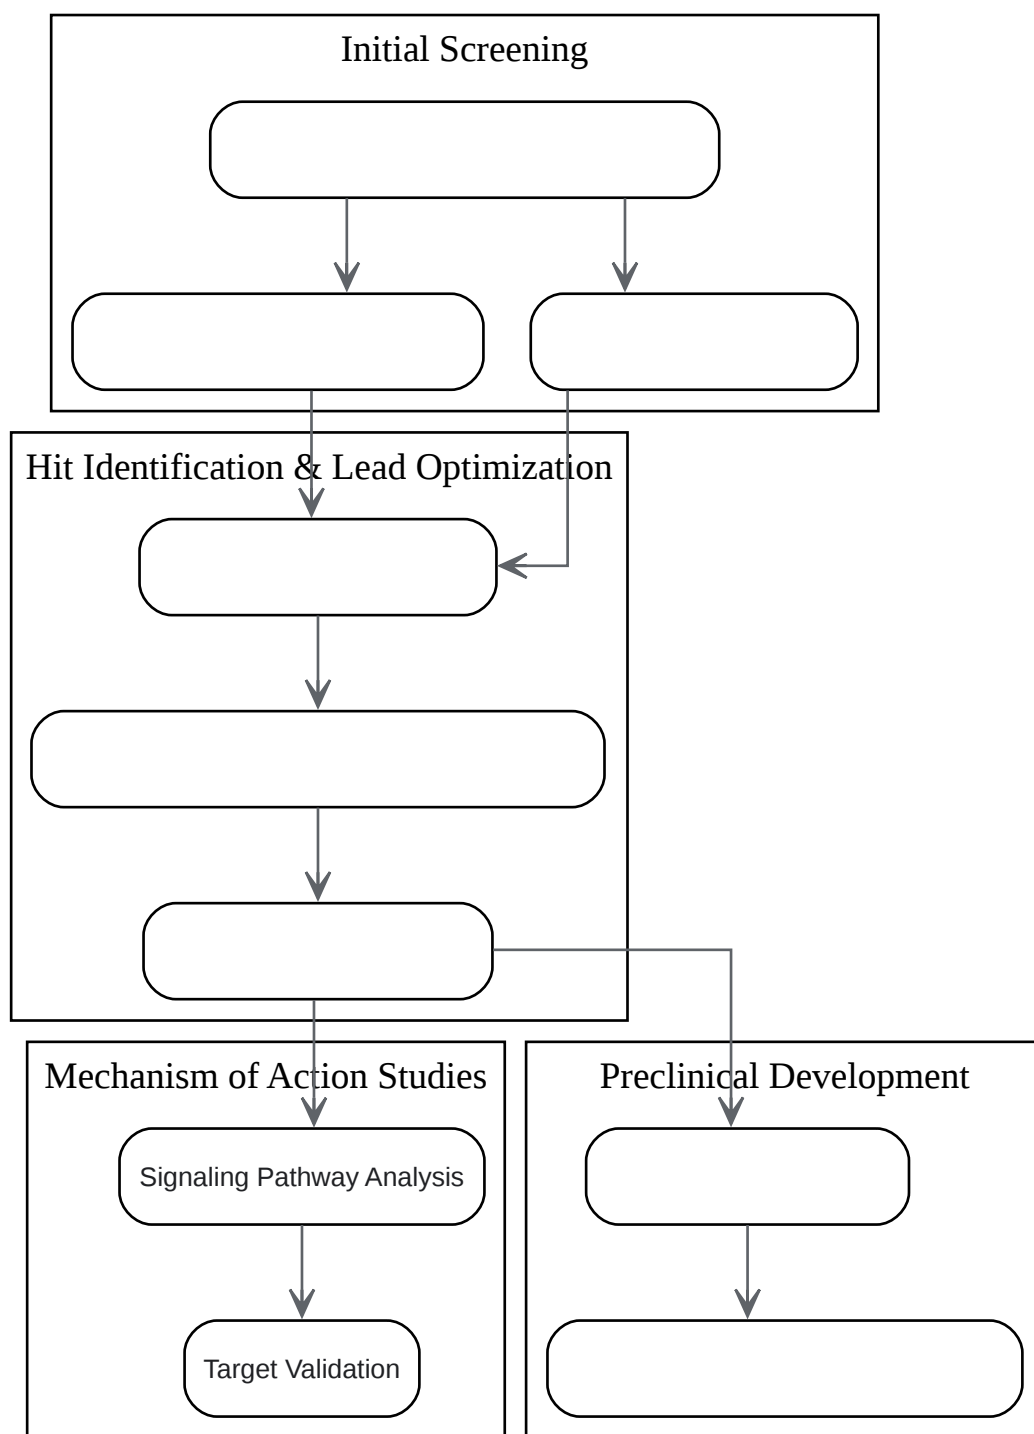 Initial Screening
Hit Identification & Lead Optimization
Mechanism of Action Studies
Preclinical Development
Signaling Pathway Analysis
Target Validation